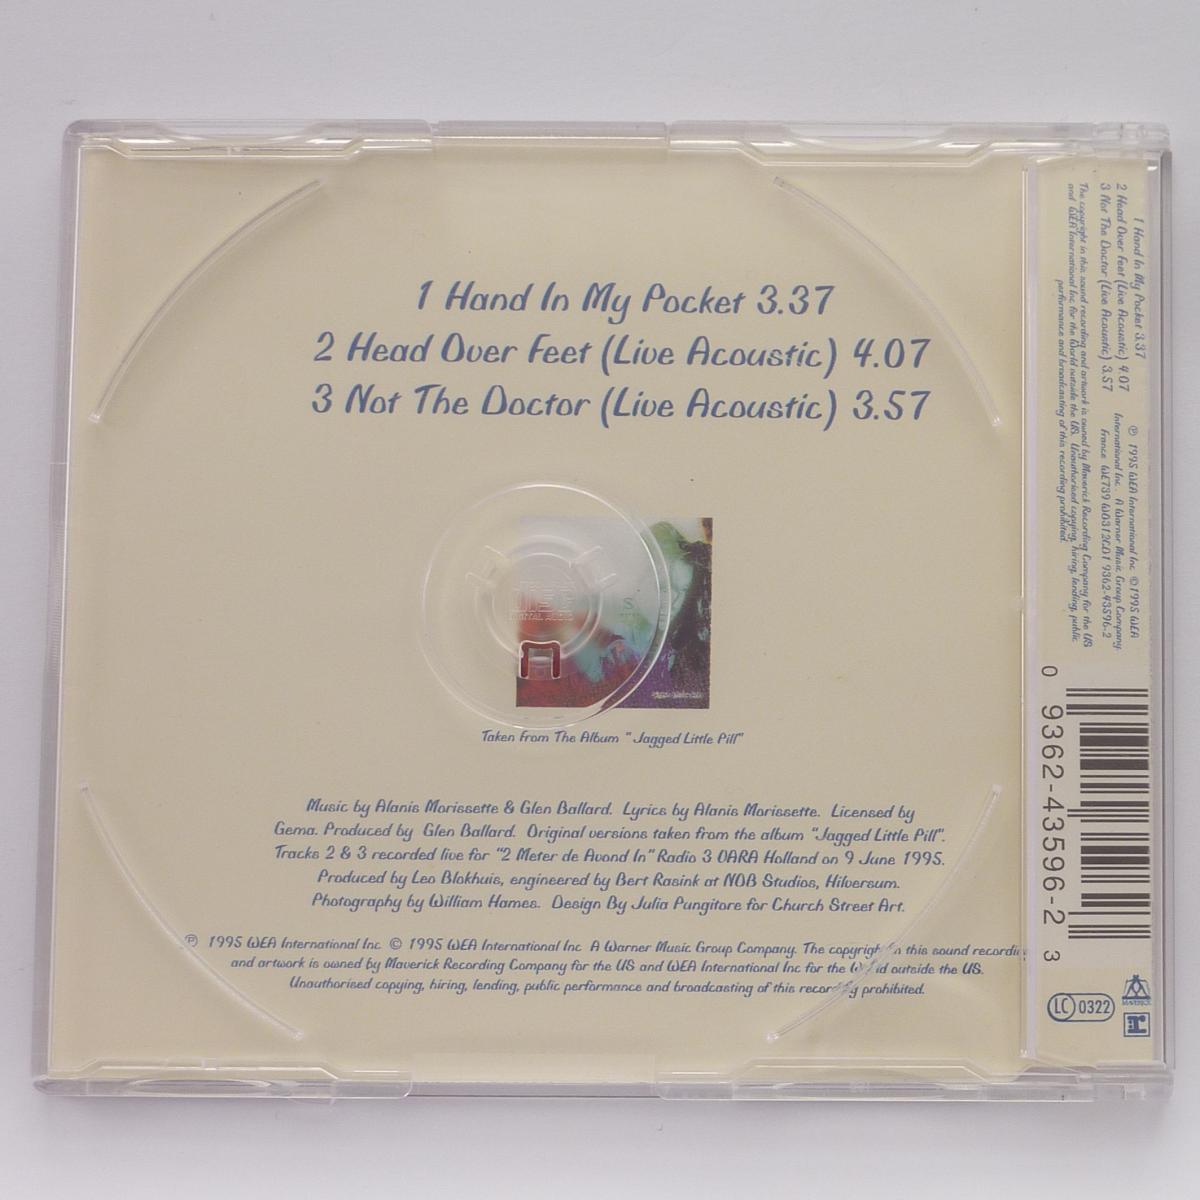 1 Hand In My Pocket 3.37
2 Head Over Feet (Live Acoustic) 4.07
3 Not The Doctor (Live Acoustic) 3.57
Taken From The Album "Jagged Little Pill"
Music by Alanis Morissette & Glen Ballard. Lyrics by Alanis Morissette. Licensed by
Gema. Produced by Glen Ballard. Original versions taken from the album "Jagged Little Pill".
Tracks 2 & 3 recorded live for "2 Meter de Avond In" Radio 3 OARA Holland on 9 June 1995.
Produced by Leo Blokhuis, engineered by Bert Rasink at NOB Studios, Hilversum.
Photography by William Hames. Design By Julia Pungitore for Church Street Art.
℗ 1995 WEA International Inc © 1995 WEA International Inc A Warner Music Group Company. The copyright in this sound recording
and artwork is owned by Maverick Recording Company for the US and WEA International Inc for the World outside the US.
Unauthorised copying, hiring, lending, public performance and broadcasting of this recording prohibited.
1 Hand In My Pocket 3.37
2 Head Over Feet (Live Acoustic) 4.07
3 Not The Doctor (Live Acoustic) 3.57
℗ 1995 WEA International Inc © 1995 WEA
International Inc. A Warner Music Group Company.
France WE739 W0312CD1 9362-43596-2
The copyright in this sound recording and artwork is owned by Maverick Recording Company for the US
and WEA International Inc for the World outside the US. Unauthorised copying, hiring, lending, public
performance and broadcasting of this recording prohibited.
0 9362-43596-2 3
LC 0322
MAVERICK
r